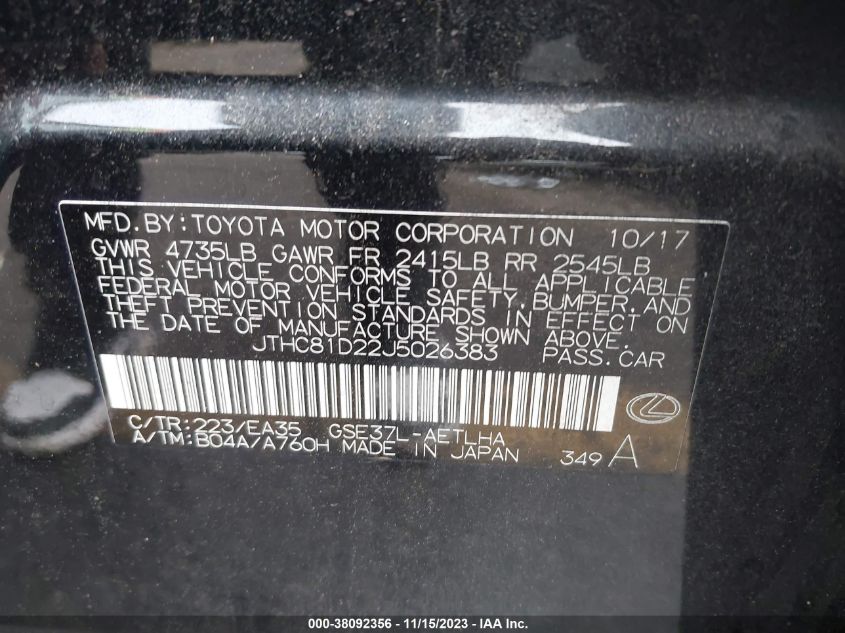 MFD.BY:TOYOTA MOTOR CORPORATION 10/17
GVWR 4735LB GAWR FR 2415LB RR 2545LB
THIS VEHICLE CONFORMS TO ALL APPLICABLE
FEDERAL MOTOR VEHICLE SAFETY,BUMPER,AND
THEFT PREVENTION STANDARDS IN EFFECT ON
THE DATE OF MANUFACTURE SHOWN ABOVE.
JTHC81D22J5026383 PASS.CAR
C/TR:223/EA35 GSE37L-AETLHA
A/TM:B04A/A760H MADE IN JAPAN 349 A
000-38092356 - 11/15/2023 - IAA Inc.